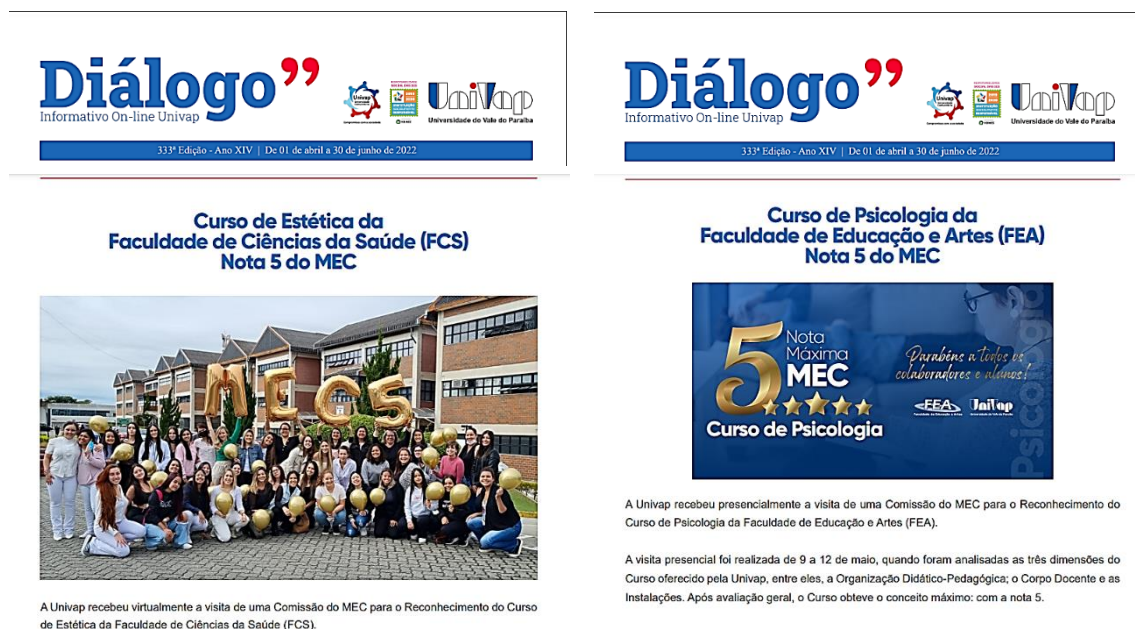 Diálogo”
Informativo On-line Univap
Univap
UniVap
Universidade do Vale do Paraíba
333ª Edição - Ano XIV | De 01 de abril a 30 de junho de 2022
Curso de Estética da
Faculdade de Ciências da Saúde (FCS)
Nota 5 do MEC
MEC5
A Univap recebeu virtualmente a visita de uma Comissão do MEC para o Reconhecimento do Curso
de Estética da Faculdade de Ciências da Saúde (FCS).
Diálogo”
Informativo On-line Univap
Univap
UniVap
Universidade do Vale do Paraíba
333ª Edição - Ano XIV | De 01 de abril a 30 de junho de 2022
Curso de Psicologia da
Faculdade de Educação e Artes (FEA)
Nota 5 do MEC
5
Nota
Máxima
MEC
Curso de Psicologia
Parabéns a todos os
colaboradores e alunos!
FEA
UniVap
Psicologia
A Univap recebeu presencialmente a visita de uma Comissão do MEC para o Reconhecimento do
Curso de Psicologia da Faculdade de Educação e Artes (FEA).
A visita presencial foi realizada de 9 a 12 de maio, quando foram analisadas as três dimensões do
Curso oferecido pela Univap, entre eles, a Organização Didático-Pedagógica; o Corpo Docente e as
Instalações. Após avaliação geral, o Curso obteve o conceito máximo: com a nota 5.